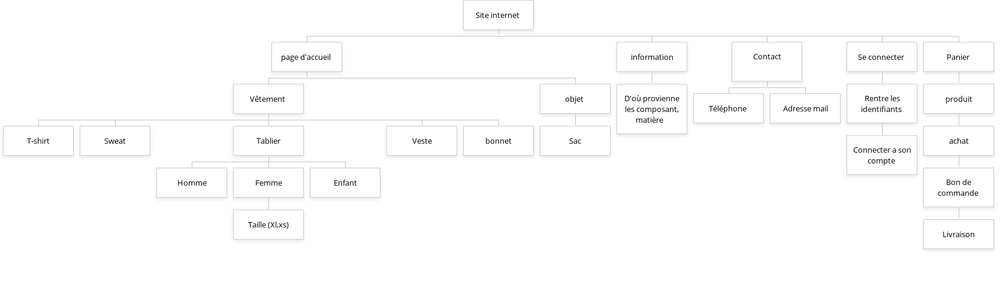 Site internet
page d'accueil
information
Contact
Se connecter
Panier
Vêtement
objet
D'où provienne
les composant,
matière
Téléphone
Adresse mail
Rentre les
identifiants
produit
T-shirt
Sweat
Tablier
Veste
bonnet
Sac
Connecter a son
compte
achat
Homme
Femme
Enfant
Bon de
commande
Taille (Xl,xs)
Livraison